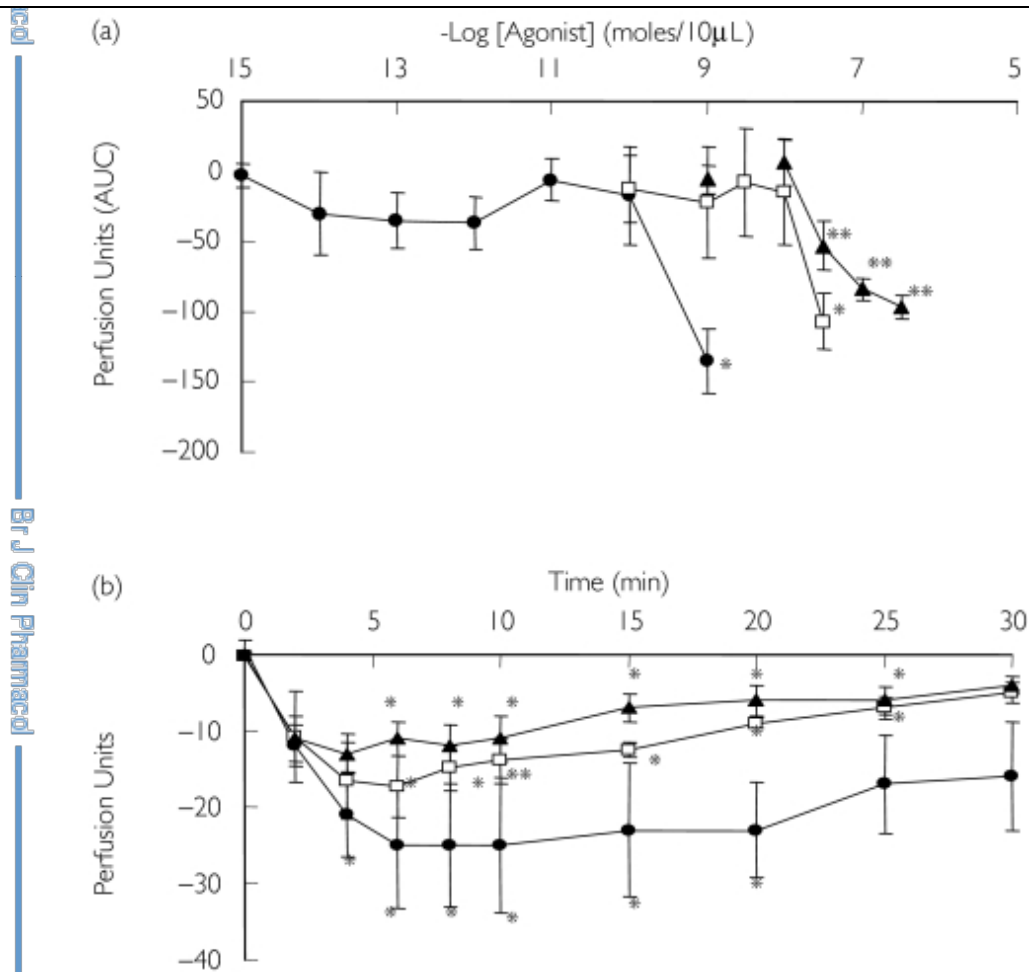 col
Br J Clin Pharmacol
(a)
-Log [Agonist] (moles/10μL)
15 13 11 9 7 5
50
0
−50
−100
−150
−200
Perfusion Units (AUC)
**
**
**
*
*
(b)
Time (min)
0 5 10 15 20 25 30
0
−10
−20
−30
−40
Perfusion Units
* * * * * *
* * ** * * *
* * * * * *